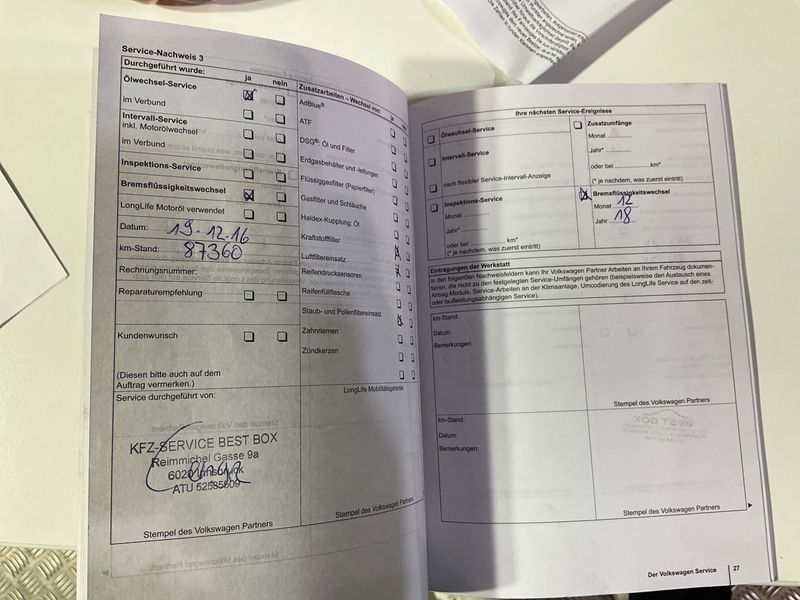 Service-Nachweis 3
Durchgeführt wurde:
ja nein
Ölwechsel-Service
im Verbund
Intervall-Service
inkl. Motorölwechsel
im Verbund
Inspektions-Service
Bremsflüssigkeitswechsel
LongLife Motoröl verwendet
Datum: 19.12.16
km-Stand: 87360
Rechnungsnummer:
Reparaturempfehlung
Kundenwunsch
(Diesen bitte auch auf dem
Auftrag vermerken.)
Service durchgeführt von:
KFZ-SERVICE BEST BOX
Reimmichel Gasse 9a
6020 Innsbruck
Stempel des Volkswagen Partners
Zusatzarbeiten – Wechsel von:
ja
AdBlue®
ATF
DSG®: Öl und Filter
Erdgasbehälter und -leitungen
Flüssiggasfilter (Papierfilter)
Gasfilter und Schläuche
Haldex-Kupplung: Öl
Kraftstofffilter
Luftfiltereinsatz
Reifendrucksensoren
Reifenfüllflasche
Staub- und Pollenfiltereinsatz
Zahnriemen
Zündkerzen
LongLife Mobilitätsgarantie:
Stempel des Volkswagen Partners
Ihre nächsten Service-Ereignisse
Ölwechsel-Service
Intervall-Service
nach flexibler Service-Intervall-Anzeige
Inspektions-Service
Monat
Jahr*
oder bei km*
(* je nachdem, was zuerst eintritt)
Zusatzumfänge
Monat
Jahr*
oder bei km*
(* je nachdem, was zuerst eintritt)
Bremsflüssigkeitswechsel
Monat 12
Jahr 18
Eintragungen der Werkstatt
In den folgenden Nachweisfeldern kann Ihr Volkswagen Partner Arbeiten an Ihrem Fahrzeug dokumen-
tieren, die nicht zu den festgelegten Service-Umfängen gehören (beispielsweise den Austausch eines
Airbag-Moduls, Service-Arbeiten an der Klimaanlage, Umcodierung des LongLife Service auf den zeit-
oder laufleistungsabhängigen Service).
km-Stand:
Datum:
Bemerkungen:
Stempel des Volkswagen Partners
km-Stand:
Datum:
Bemerkungen:
Stempel des Volkswagen Partners
Der Volkswagen Service 27